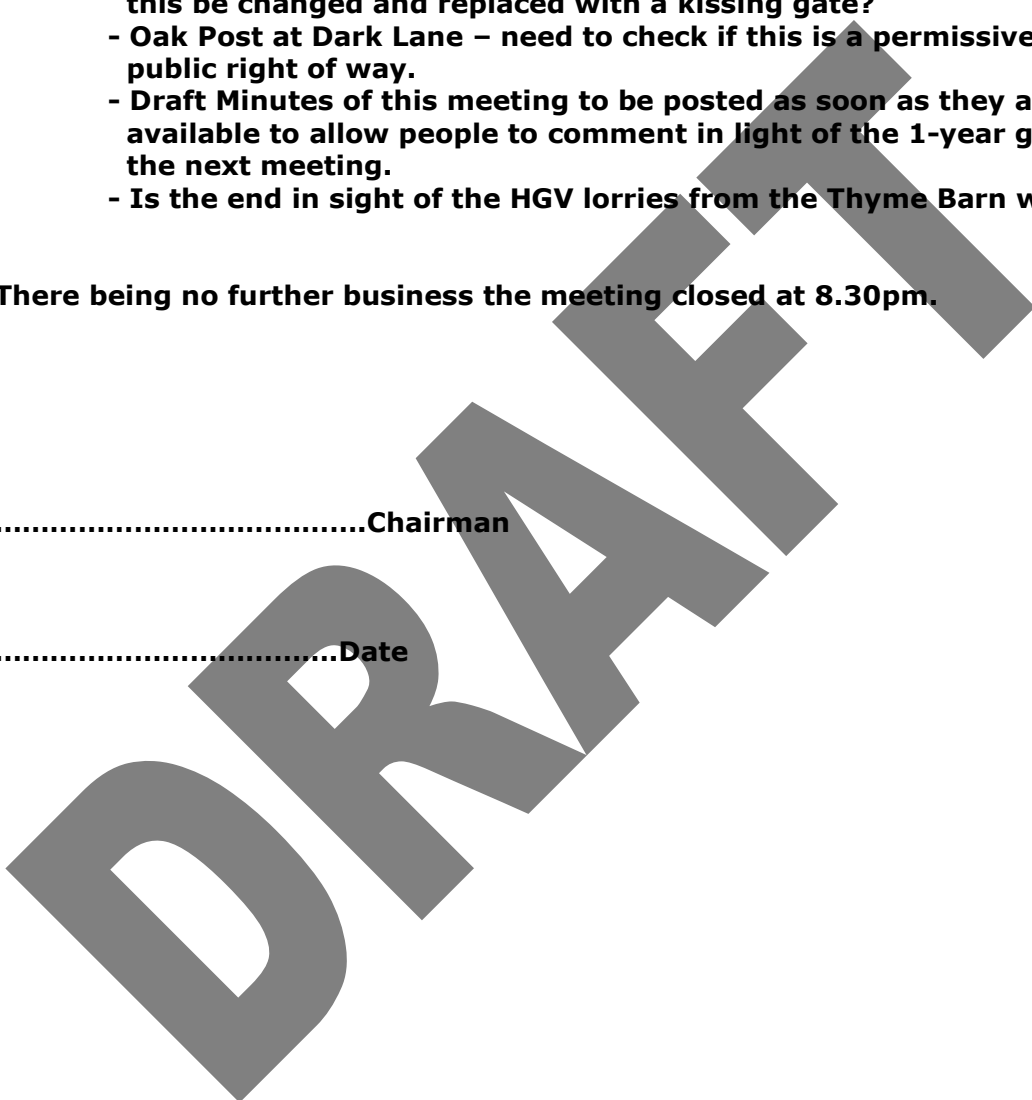 this be changed and replaced with a kissing gate?
- Oak Post at Dark Lane – need to check if this is a permissive
public right of way.
- Draft Minutes of this meeting to be posted as soon as they a
available to allow people to comment in light of the 1-year g
the next meeting.
- Is the end in sight of the HGV lorries from the Thyme Barn w
There being no further business the meeting closed at 8.30pm.
........................................Chairman
.....................................Date
DRAFT